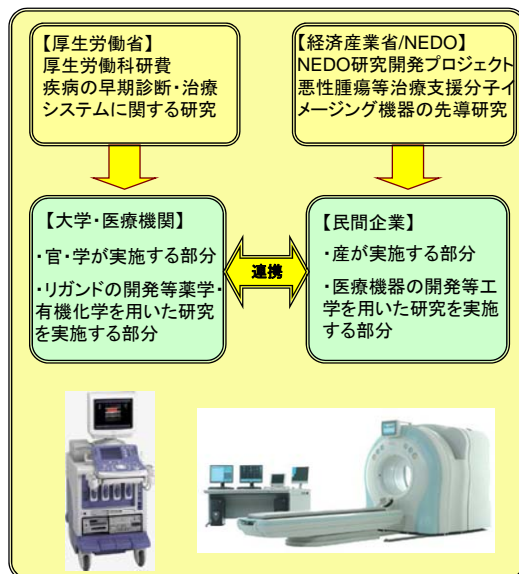 【厚生労働省】
厚生労働科研費
疾病の早期診断・治療
システムに関する研究
【経済産業省/NEDO】
NEDO研究開発プロジェクト
悪性腫瘍等治療支援分子イ
メージング機器の先導研究
【大学・医療機関】
・官・学が実施する部分
・リガンドの開発等薬学・
有機化学を用いた研究
を実施する部分
連携
【民間企業】
・産が実施する部分
・医療機器の開発等工
学を用いた研究を実施
する部分